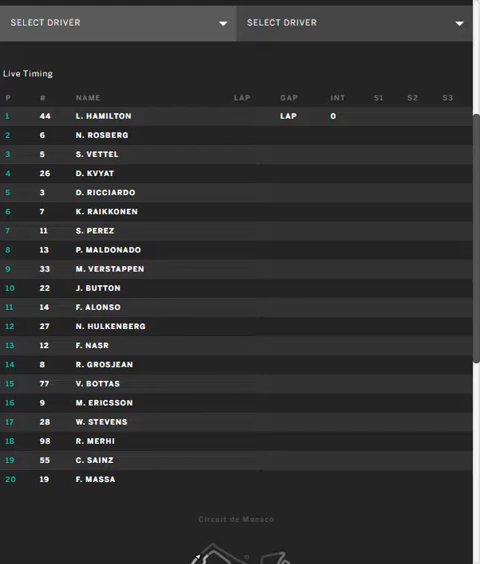 SELECT DRIVER SELECT DRIVER
Live Timing
P # NAME LAP GAP INT S1 S2 S3
1 44 L. HAMILTON LAP 0
2 6 N. ROSBERG
3 5 S. VETTEL
4 26 D. KVYAT
5 3 D. RICCIARDO
6 7 K. RAIKKONEN
7 11 S. PEREZ
8 13 P. MALDONADO
9 33 M. VERSTAPPEN
10 22 J. BUTTON
11 14 F. ALONSO
12 27 N. HULKENBERG
13 12 F. NASR
14 8 R. GROSJEAN
15 77 V. BOTTAS
16 9 M. ERICSSON
17 28 W. STEVENS
18 98 R. MERHI
19 55 C. SAINZ
20 19 F. MASSA
Circuit de Monaco